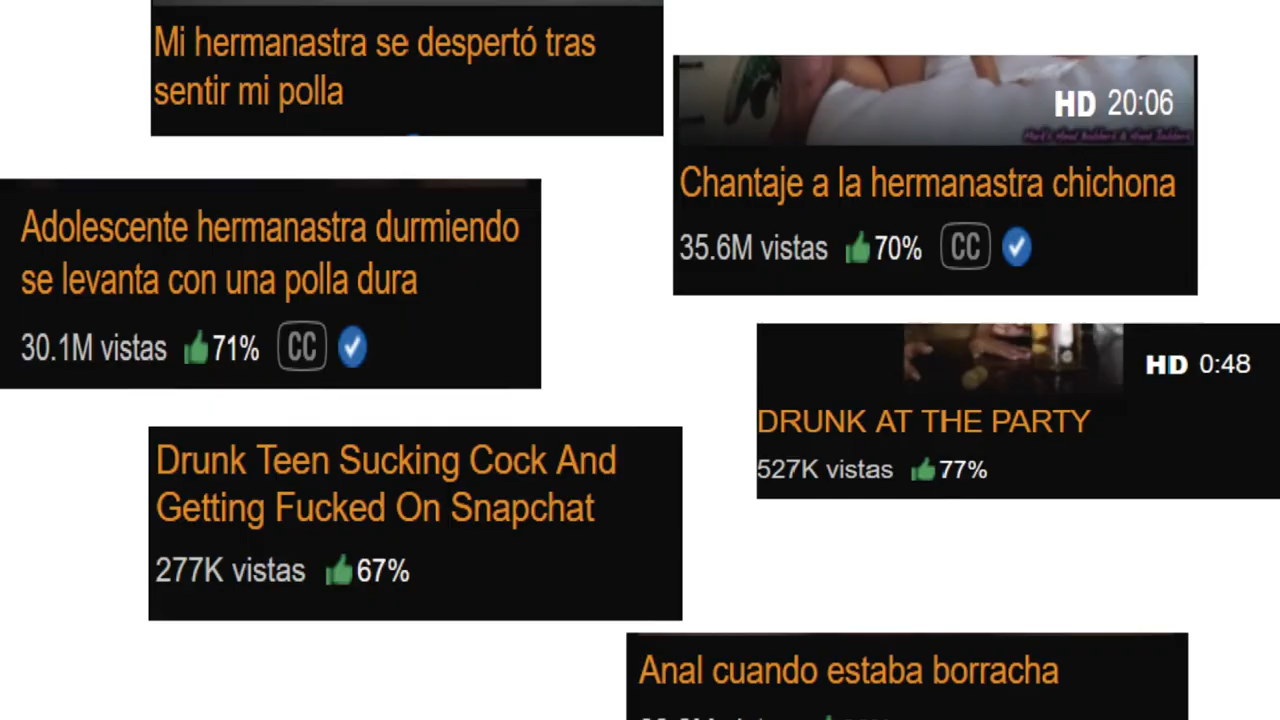 Mi hermanastra se despertó tras
sentir mi polla
HD 20:06
Chantaje a la hermanastra chichona
35.6M vistas 70% CC
Adolescente hermanastra durmiendo
se levanta con una polla dura
30.1M vistas 71% CC
HD 0:48
DRUNK AT THE PARTY
527K vistas 77%
Drunk Teen Sucking Cock And
Getting Fucked On Snapchat
277K vistas 67%
Anal cuando estaba borracha